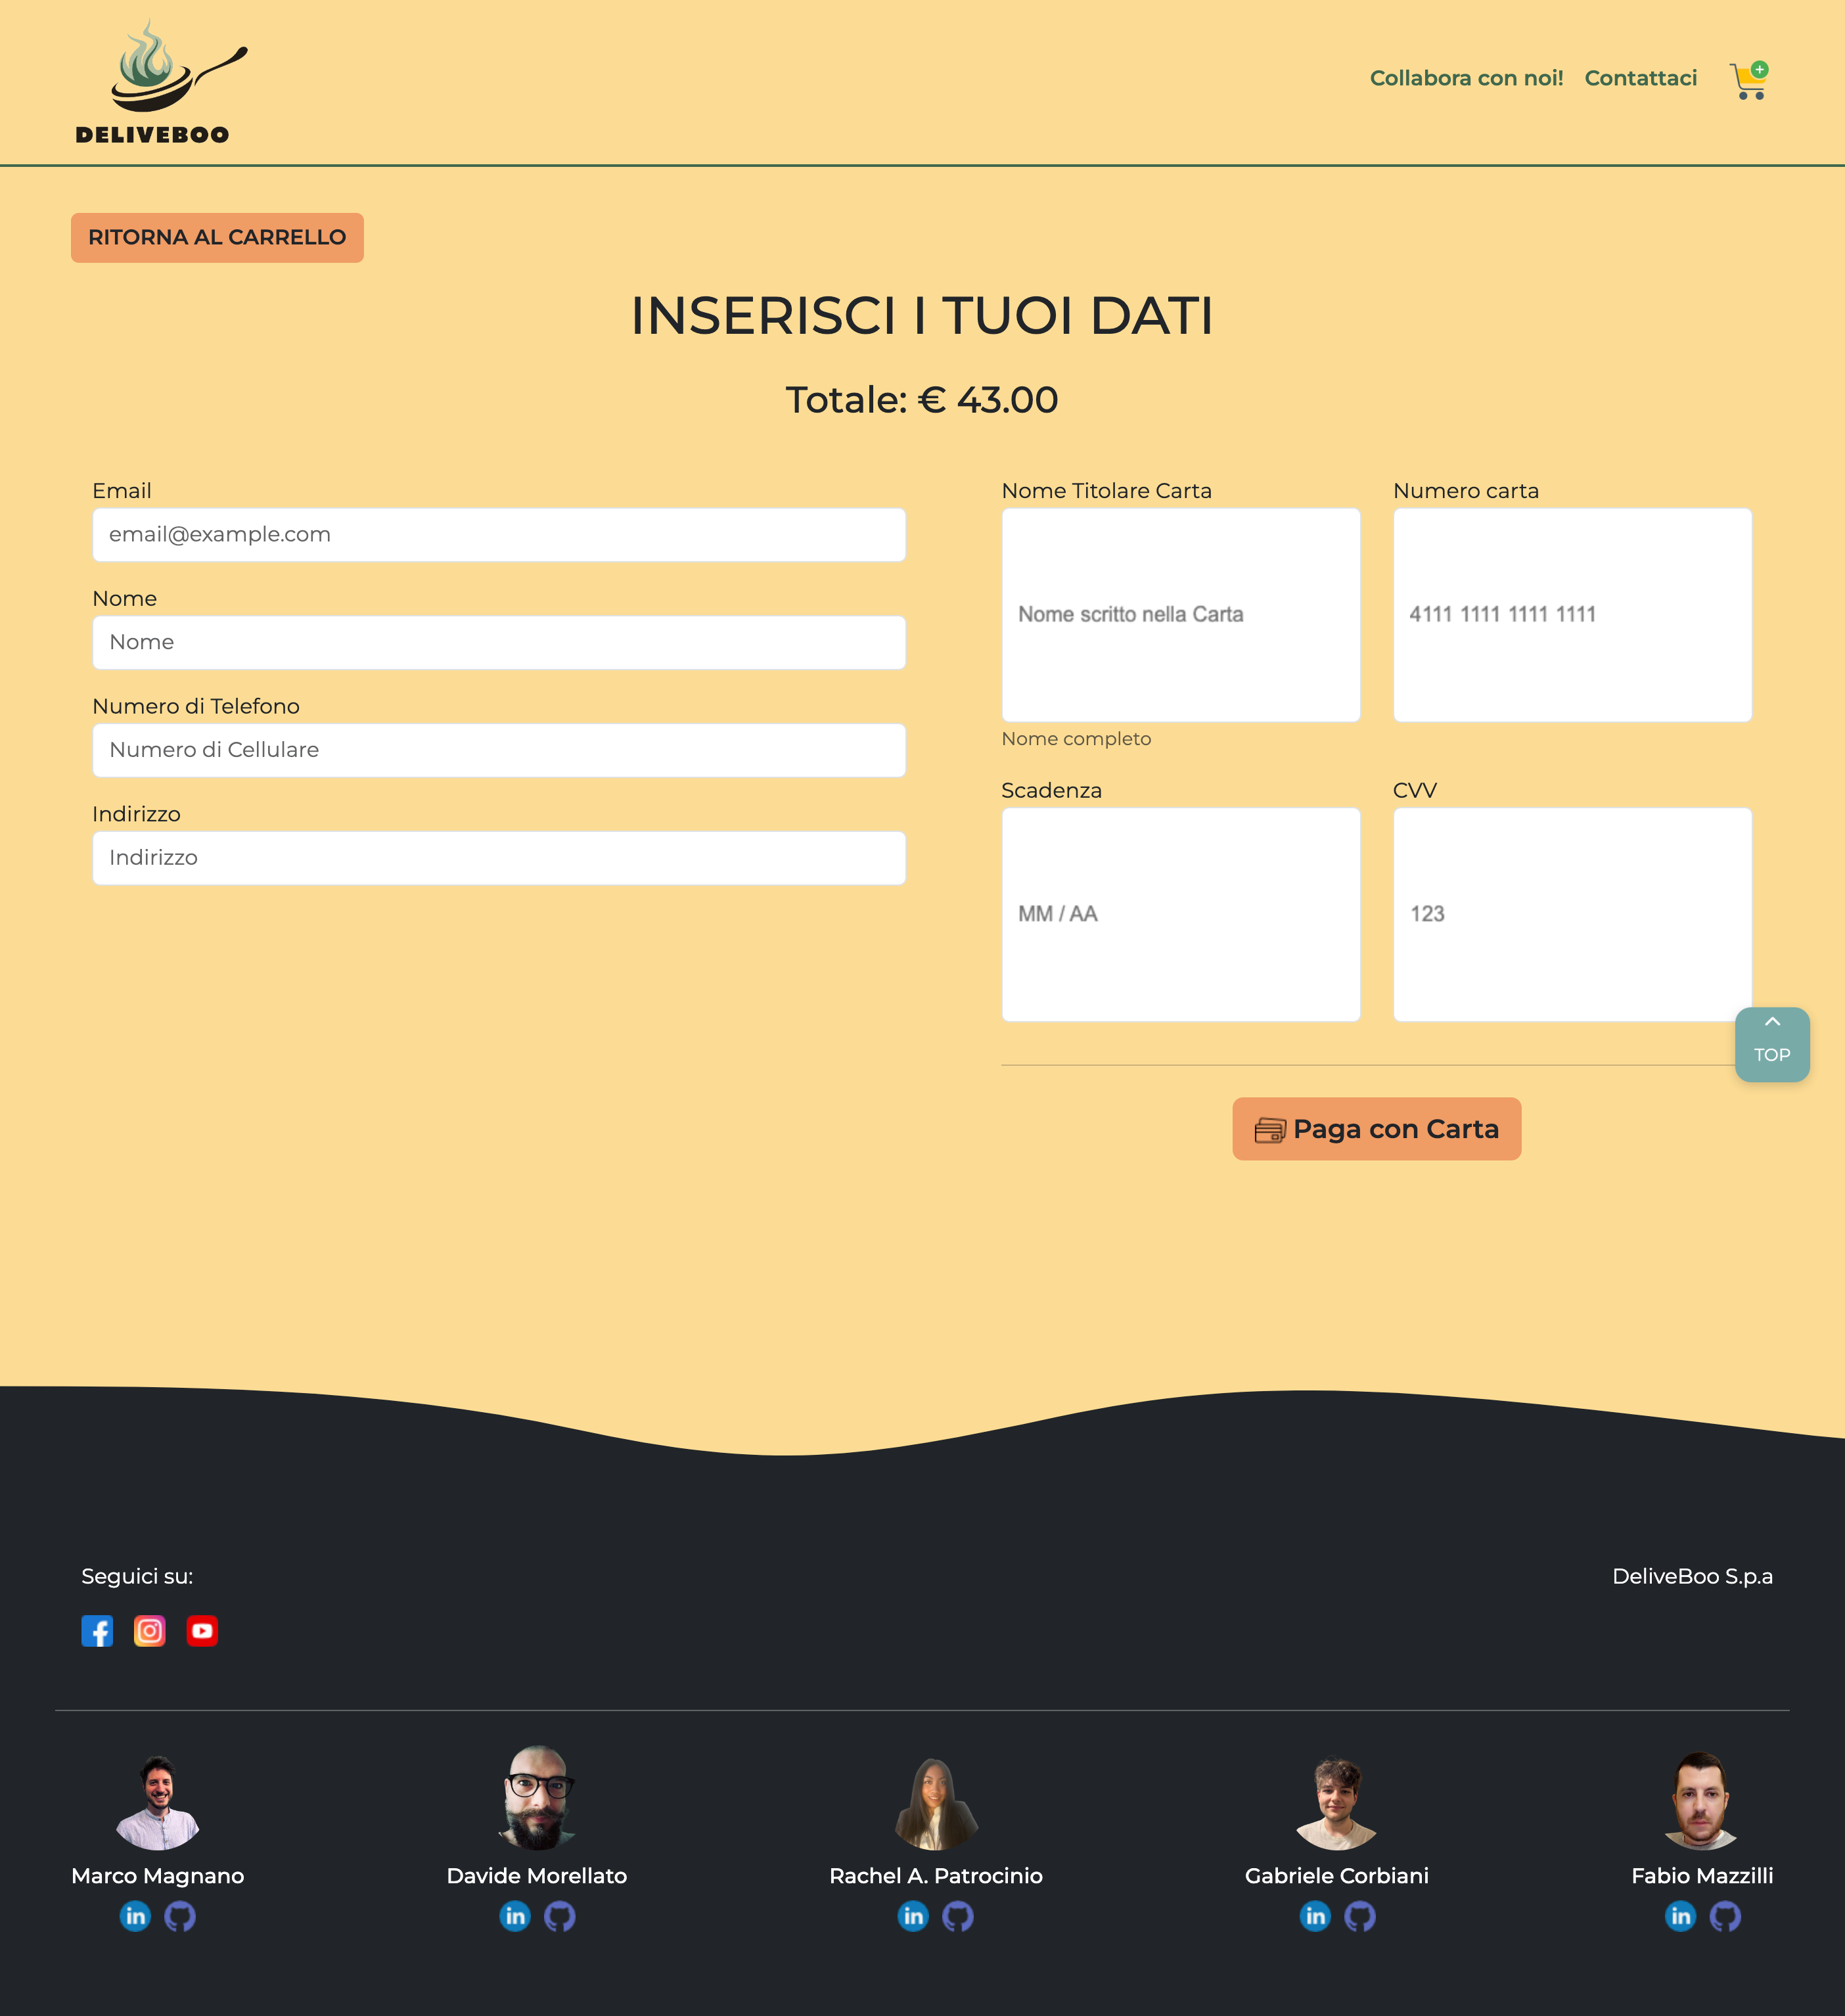 DELIVEBOO
Collabora con noi! Contattaci
RITORNA AL CARRELLO
INSERISCI I TUOI DATI
Totale: € 43.00
Email
email@example.com
Nome
Nome
Numero di Telefono
Numero di Cellulare
Indirizzo
Indirizzo
Nome Titolare Carta
Nome scritto nella Carta
Nome completo
Numero carta
4111 1111 1111 1111
Scadenza
MM / AA
CVV
123
TOP
Paga con Carta
Seguici su:
DeliveBoo S.p.a
Marco Magnano
Davide Morellato
Rachel A. Patrocinio
Gabriele Corbiani
Fabio Mazzilli